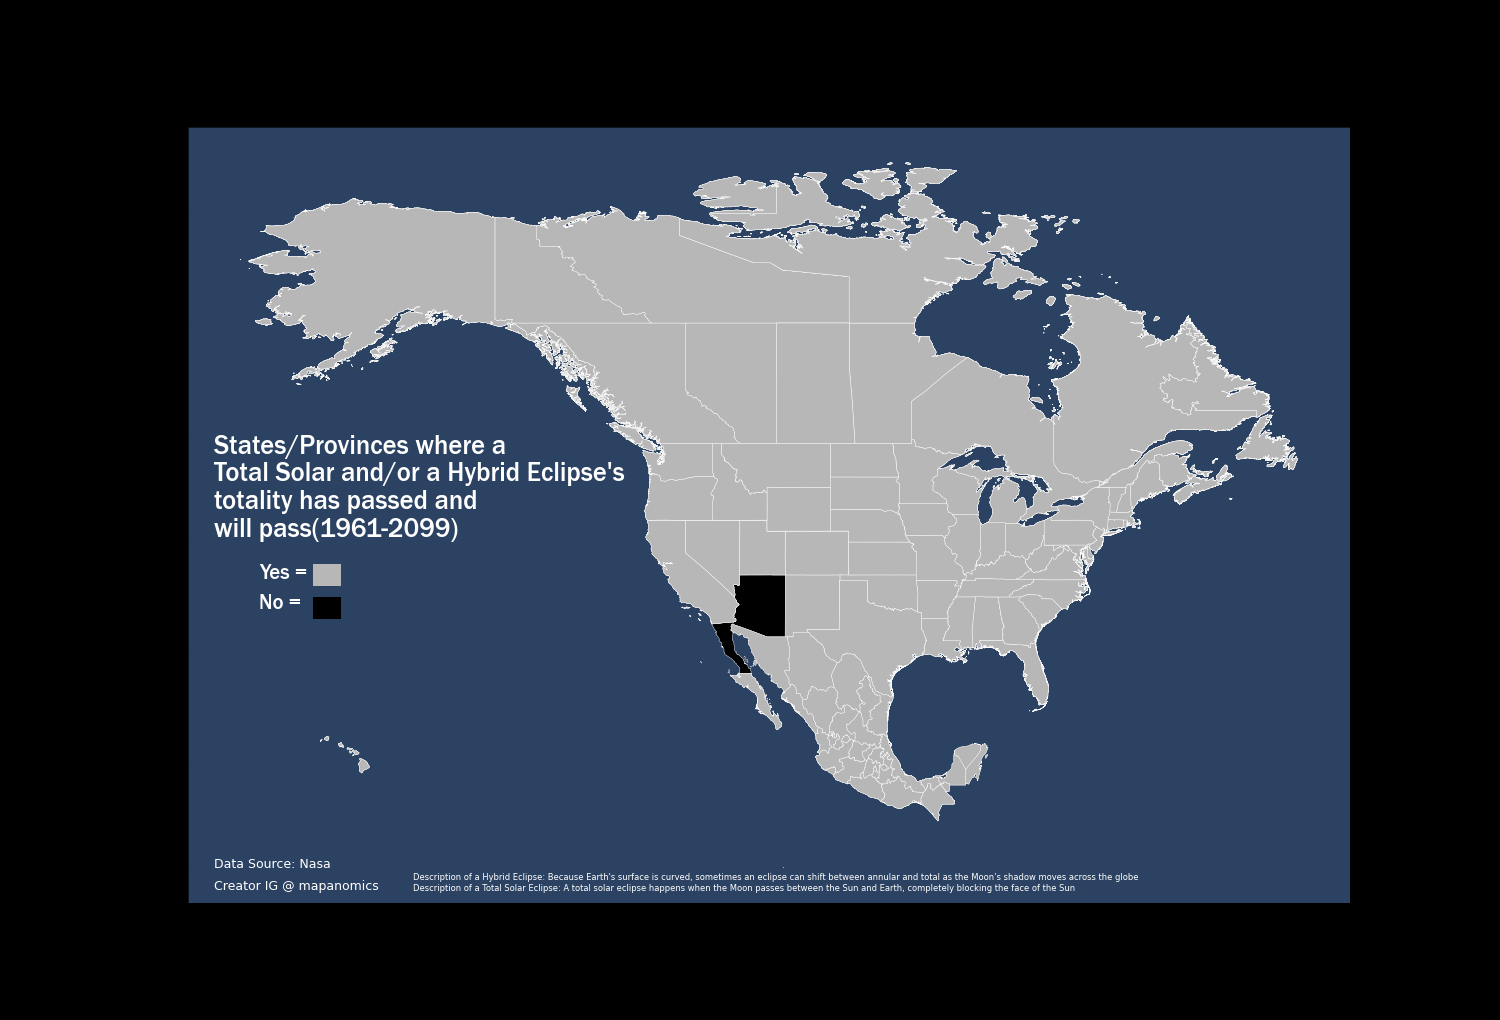 States/Provinces where a
Total Solar and/or a Hybrid Eclipse's
totality has passed and
will pass(1961-2099)
Yes =
No =
Data Source: Nasa
Creator IG @ mapanomics
Description of a Hybrid Eclipse: Because Earth's surface is curved, sometimes an eclipse can shift between annular and total as the Moon's shadow moves across the globe
Description of a Total Solar Eclipse: A total solar eclipse happens when the Moon passes between the Sun and Earth, completely blocking the face of the Sun